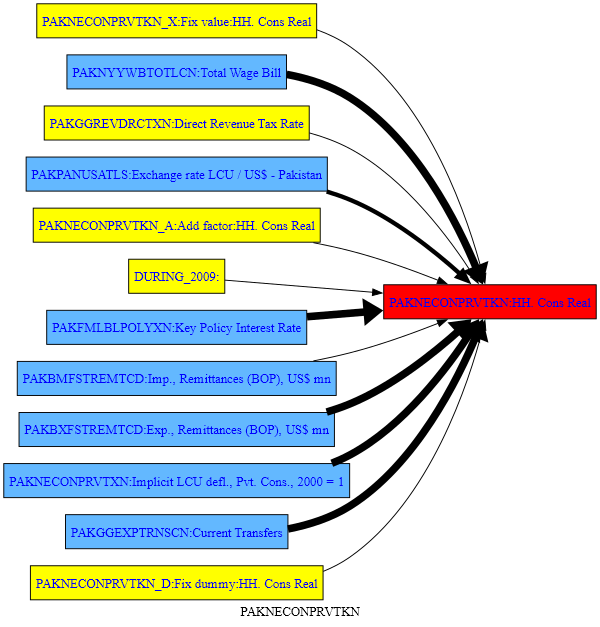 PAKNECONPRVTKN_X:Fix value:HH. Cons Real
PAKNYYWBTOTLCN:Total Wage Bill
PAKGGREVDRCTXN:Direct Revenue Tax Rate
PAKPANUSATLS:Exchange rate LCU / US$ - Pakistan
PAKNECONPRVTKN_A:Add factor:HH. Cons Real
DURING_2009:
PAKNECONPRVTKN:HH. Cons Real
PAKFMLBLPOLYXN:Key Policy Interest Rate
PAKBMFSTREMTCD:Imp., Remittances (BOP), US$ mn
PAKBXFSTREMTCD:Exp., Remittances (BOP), US$ mn
PAKNECONPRVTXN:Implicit LCU defl., Pvt. Cons., 2000 = 1
PAKGGEXPTRNSCN:Current Transfers
PAKNECONPRVTKN_D:Fix dummy:HH. Cons Real
PAKNECONPRVTKN